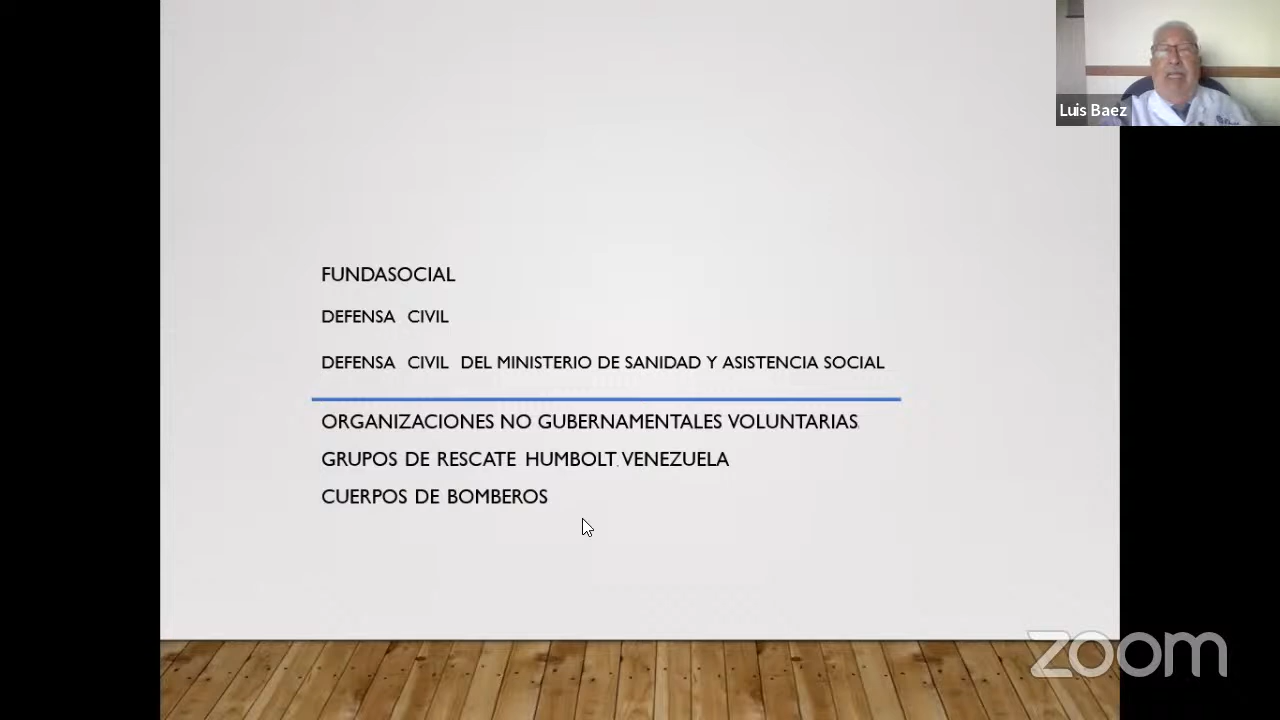 Luis Baez
FUNDASOCIAL
DEFENSA CIVIL
DEFENSA CIVIL DEL MINISTERIO DE SANIDAD Y ASISTENCIA SOCIAL
ORGANIZACIONES NO GUBERNAMENTALES VOLUNTARIAS
GRUPOS DE RESCATE HUMBOLT. VENEZUELA
CUERPOS DE BOMBEROS
zoom